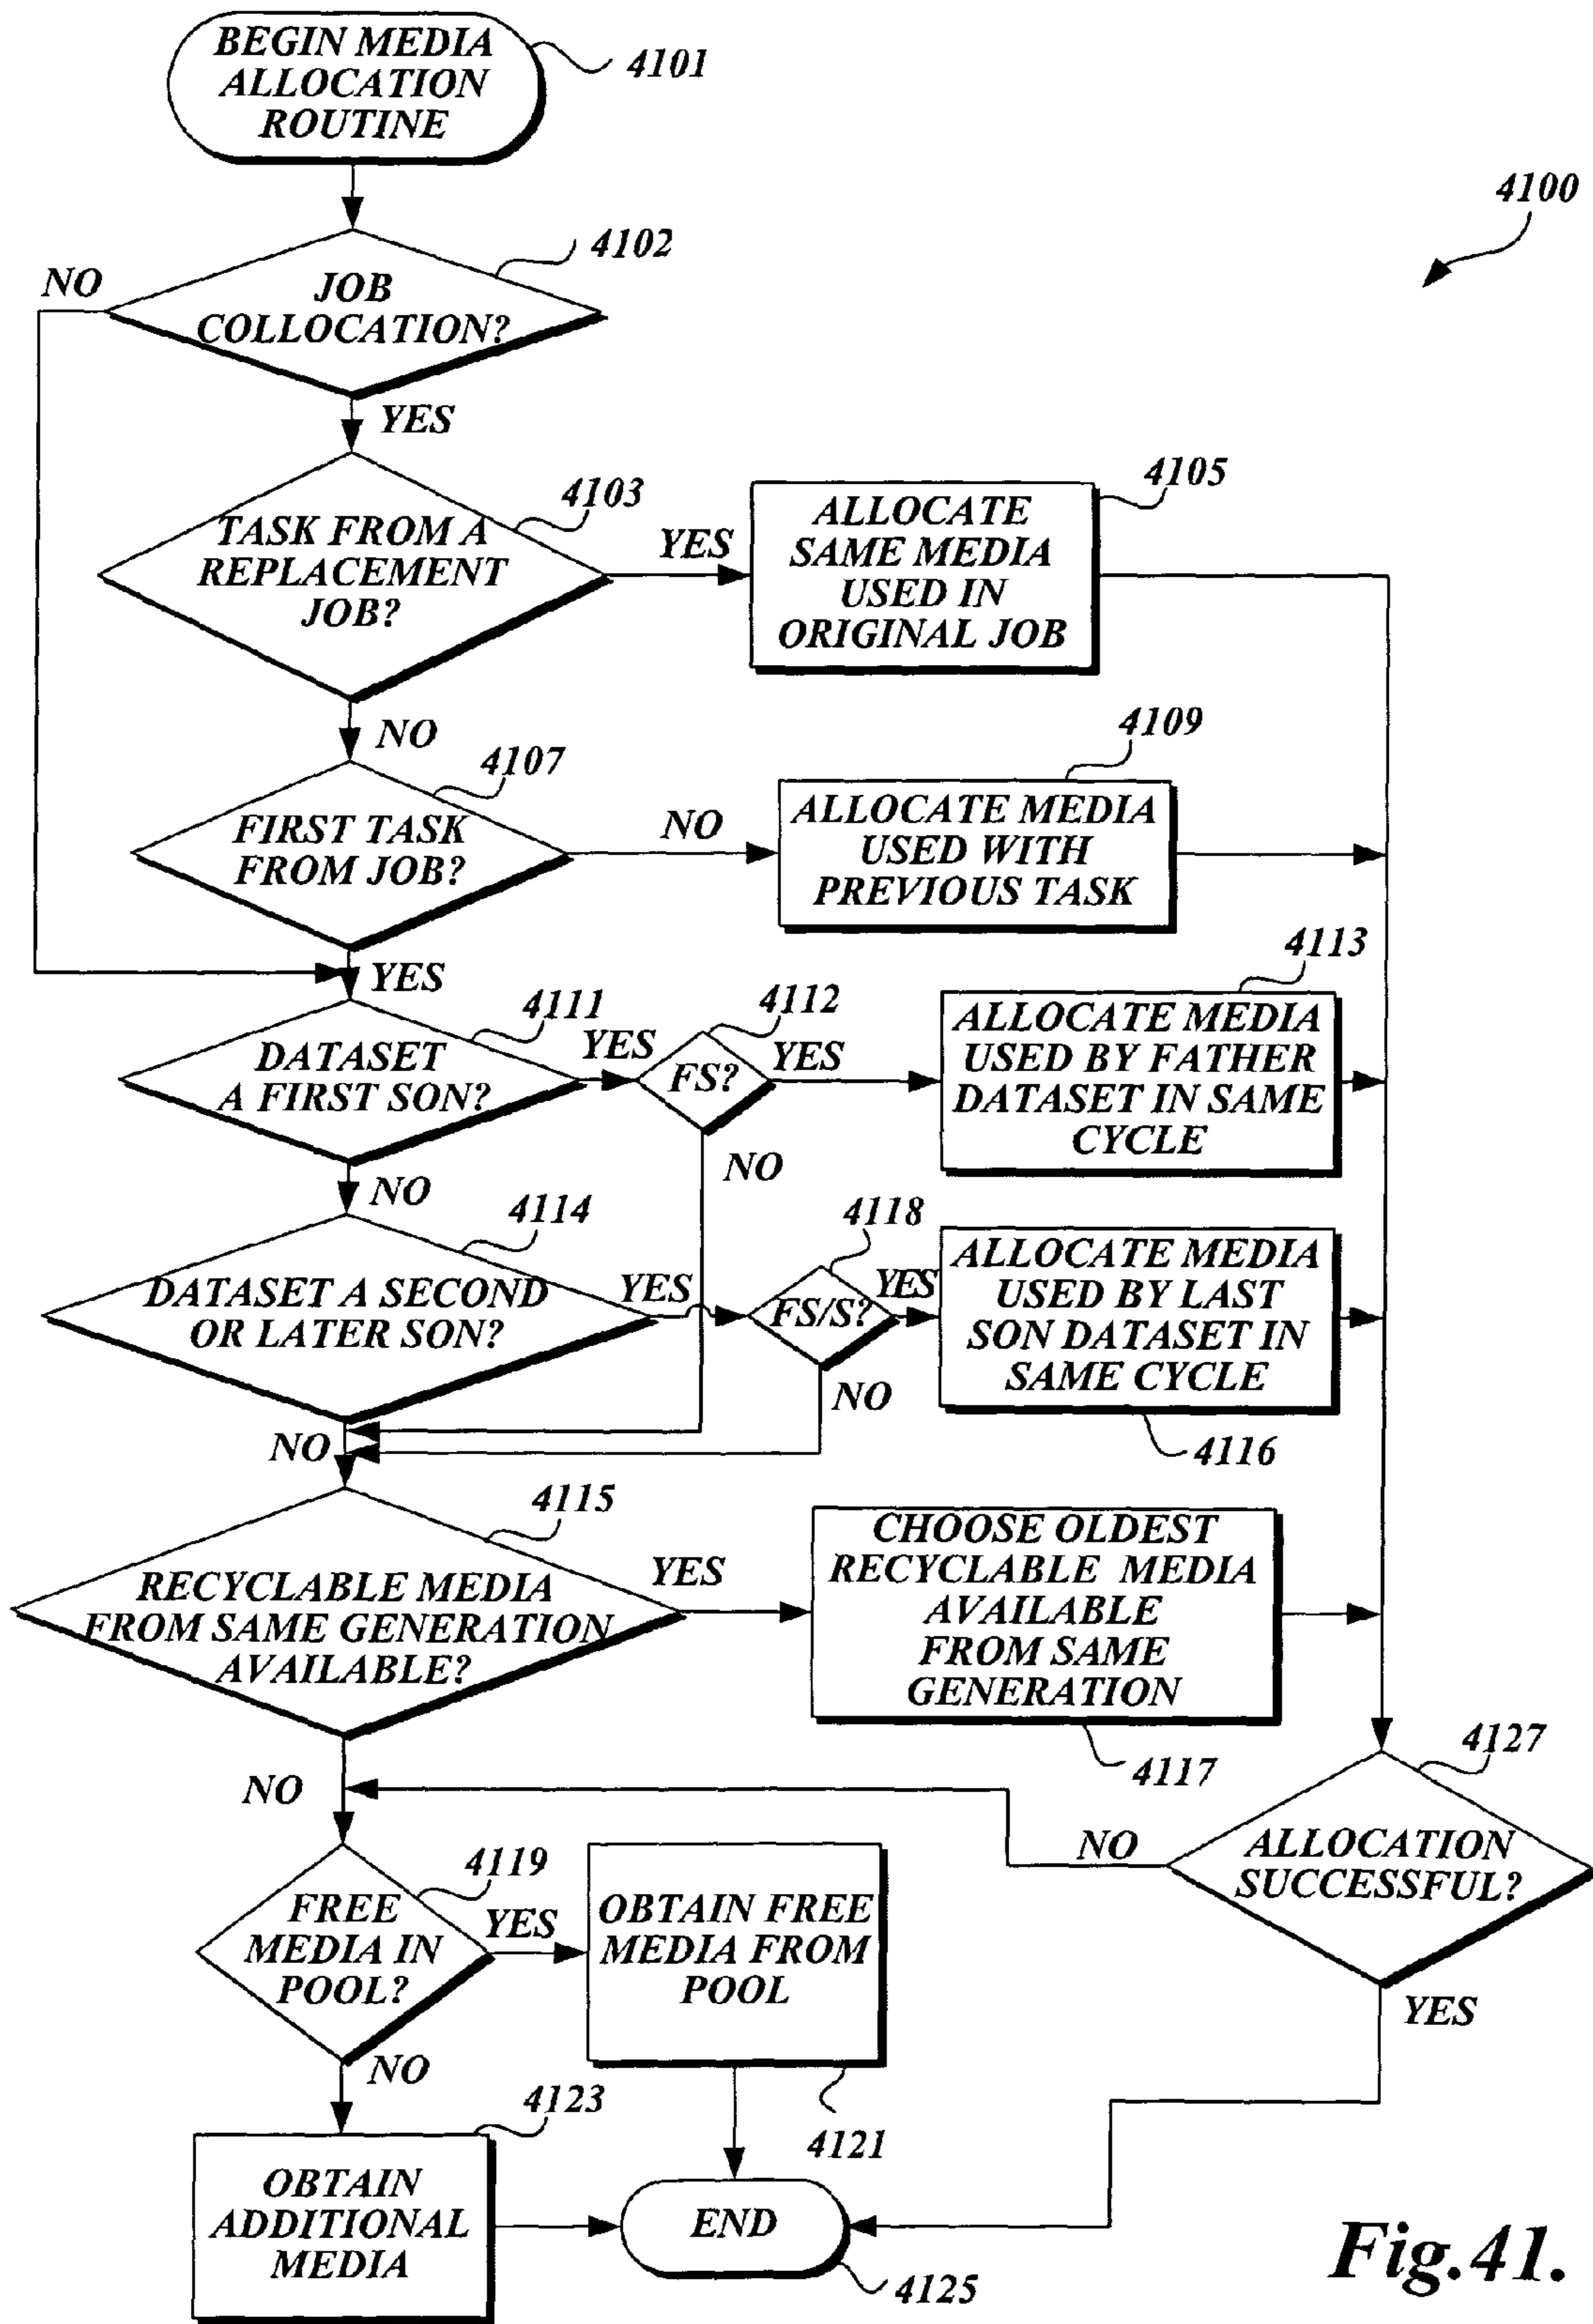 BEGIN MEDIA
ALLOCATION
ROUTINE
4101
4100
4102
NO
JOB
COLLOCATION?
YES
4103
TASK FROM A
REPLACEMENT
JOB?
YES
4105
ALLOCATE
SAME MEDIA
USED IN
ORIGINAL JOB
NO
4107
FIRST TASK
FROM JOB?
NO
4109
ALLOCATE MEDIA
USED WITH
PREVIOUS TASK
YES
4111
DATASET
A FIRST SON?
YES
4112
FS?
YES
4113
ALLOCATE MEDIA
USED BY FATHER
DATASET IN SAME
CYCLE
NO
NO
4114
DATASET A SECOND
OR LATER SON?
YES
4118
FS/S?
YES
ALLOCATE MEDIA
USED BY LAST
SON DATASET IN
SAME CYCLE
4116
NO
NO
4115
RECYCLABLE MEDIA
FROM SAME GENERATION
AVAILABLE?
YES
CHOOSE OLDEST
RECYCLABLE MEDIA
AVAILABLE
FROM SAME
GENERATION
4117
NO
4127
ALLOCATION
SUCCESSFUL?
NO
YES
4119
FREE
MEDIA IN
POOL?
YES
OBTAIN FREE
MEDIA FROM
POOL
4121
NO
4123
OBTAIN
ADDITIONAL
MEDIA
END
4125
Fig.41.